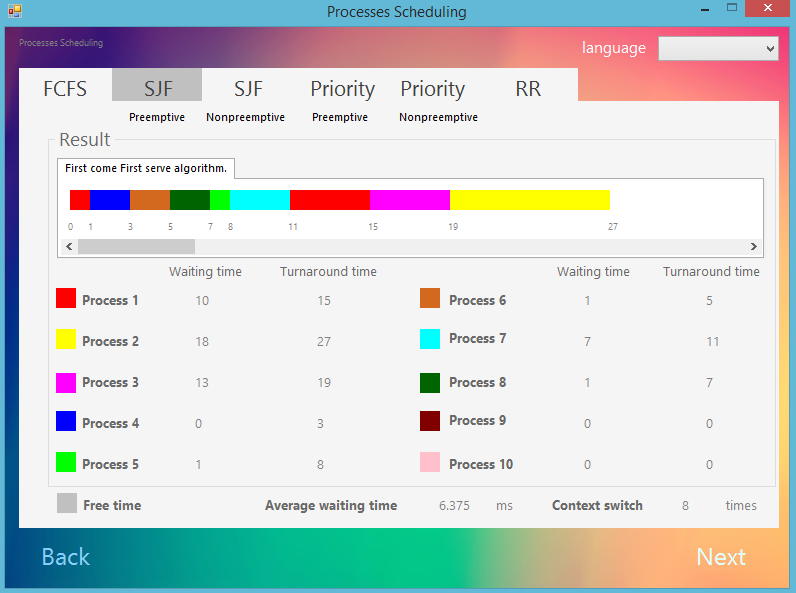 Processes Scheduling
Processes Scheduling
language
FCFS SJF SJF Priority Priority RR
Preemptive Nonpreemptive Preemptive Nonpreemptive
Result
First come First serve algorithm.
0 1 3 5 7 8 11 15 19 27
Waiting time Turnaround time Waiting time Turnaround time
Process 1 10 15 Process 6 1 5
Process 2 18 27 Process 7 7 11
Process 3 13 19 Process 8 1 7
Process 4 0 3 Process 9 0 0
Process 5 1 8 Process 10 0 0
Free time Average waiting time 6.375 ms Context switch 8 times
Back Next